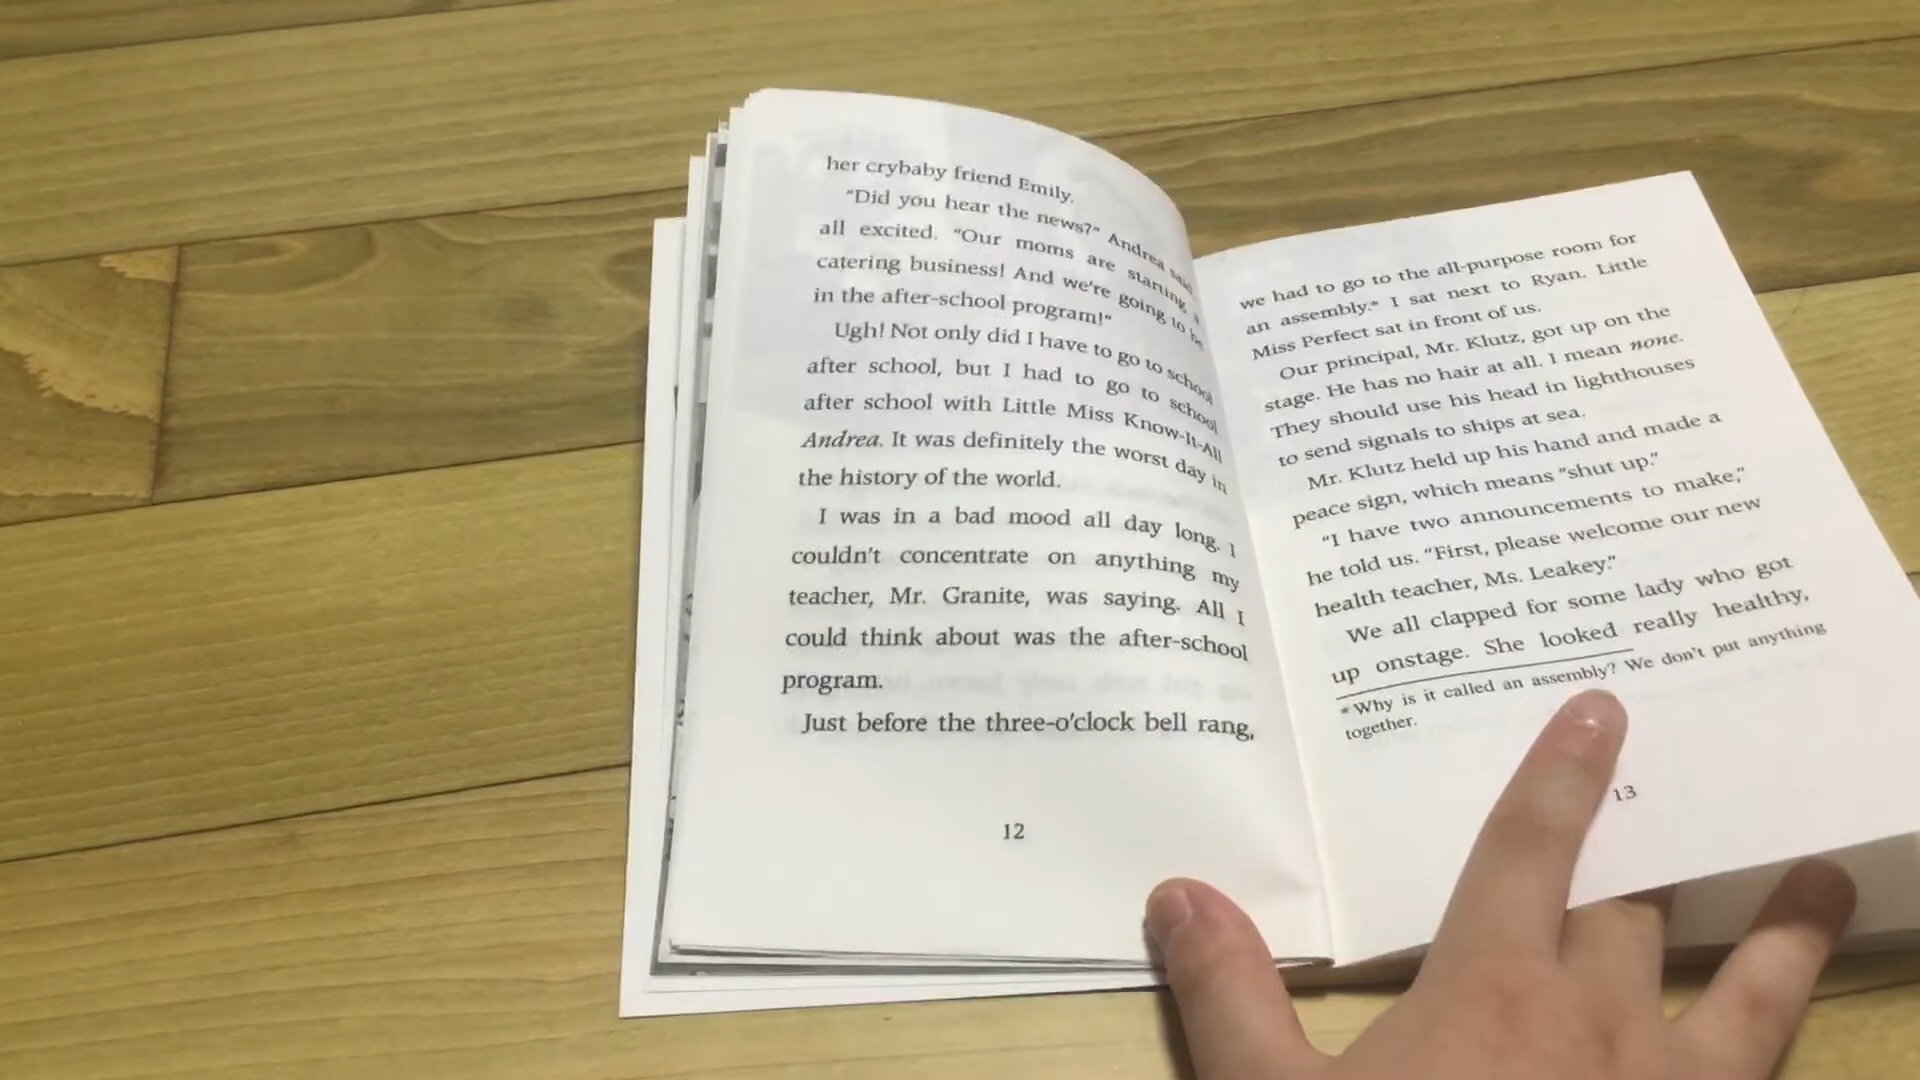 her crybaby friend Emily.
"Did you hear the news?" Andrea said
all excited. "Our moms are starting a
catering business! And we're going to be
in the after-school program!"
Ugh! Not only did I have to go to school
after school, but I had to go to school
after school with Little Miss Know-It-All
Andrea. It was definitely the worst day in
the history of the world.
I was in a bad mood all day long. I
couldn't concentrate on anything my
teacher, Mr. Granite, was saying. All I
could think about was the after-school
program.
Just before the three-o'clock bell rang,
12
we had to go to the all-purpose room for
an assembly.* I sat next to Ryan. Little
Miss Perfect sat in front of us.
Our principal, Mr. Klutz, got up on the
stage. He has no hair at all. I mean none.
They should use his head in lighthouses
to send signals to ships at sea.
Mr. Klutz held up his hand and made a
peace sign, which means "shut up."
"I have two announcements to make,"
he told us. "First, please welcome our new
health teacher, Ms. Leakey."
We all clapped for some lady who got
up onstage. She looked really healthy,
*Why is it called an assembly? We don't put anything
together.
13